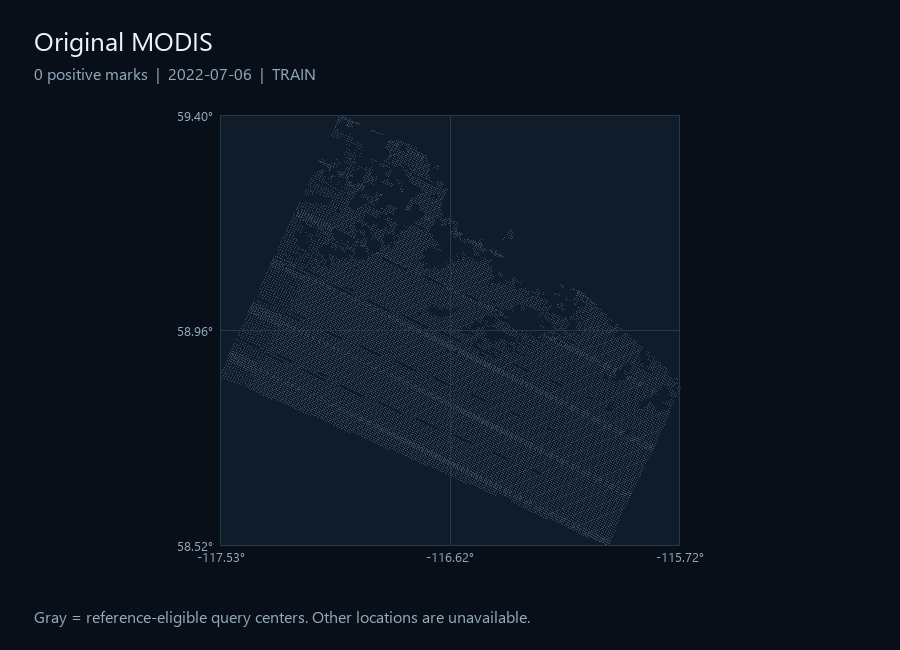 Original MODIS
0 positive marks | 2022-07-06 | TRAIN
59.40°
58.96°
58.52°
-117.53° -116.62° -115.72°
Gray = reference-eligible query centers. Other locations are unavailable.